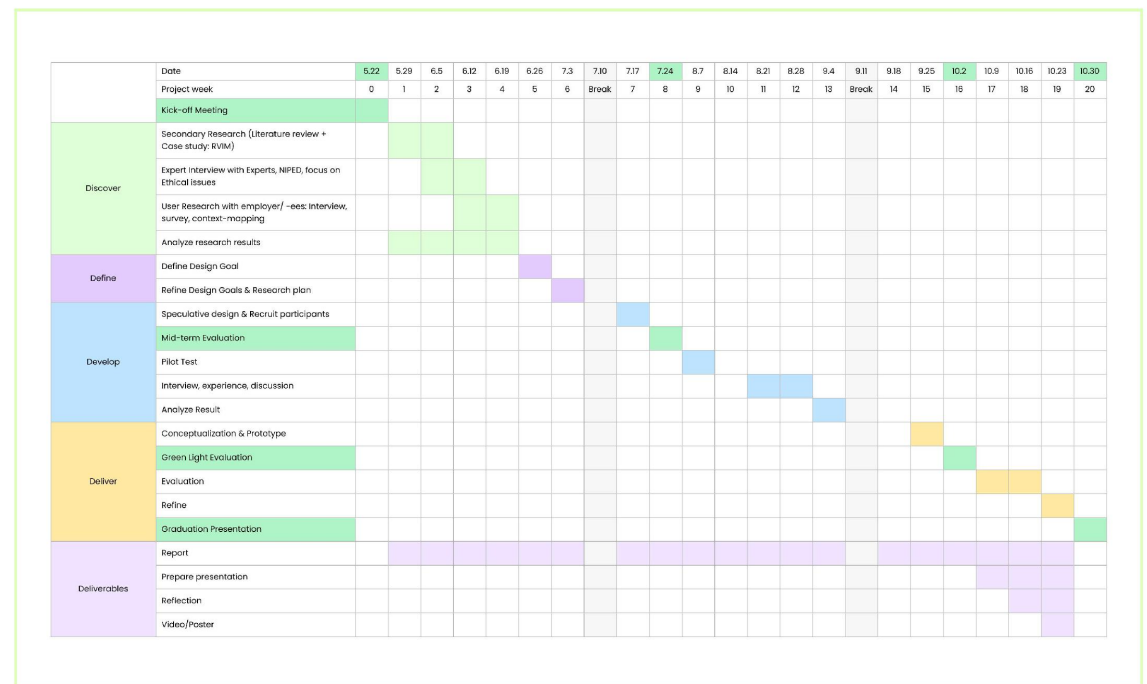 Date 5.22 5.29 6.5 6.12 6.19 6.26 7.3 7.10 7.17 7.24 8.7 8.14 8.21 8.28 9.4 9.11 9.18 9.25 10.2 10.9 10.16 10.23 10.30
Project week 0 1 2 3 4 5 6 Break 7 8 9 10 11 12 13 Break 14 15 16 17 18 19 20
Kick-off Meeting
Discover
Secondary Research (Literature review +
Case study: RVIM)
Expert Interview with Experts, NIPED, focus on
Ethical issues
User Research with employer/ -ees: Interview,
survey, context-mapping
Analyze research results
Define
Define Design Goal
Refine Design Goals & Research plan
Develop
Speculative design & Recruit participants
Mid-term Evaluation
Pilot Test
Interview, experience, discussion
Analyze Result
Deliver
Conceptualization & Prototype
Green Light Evaluation
Evaluation
Refine
Graduation Presentation
Deliverables
Report
Prepare presentation
Reflection
Video/Poster